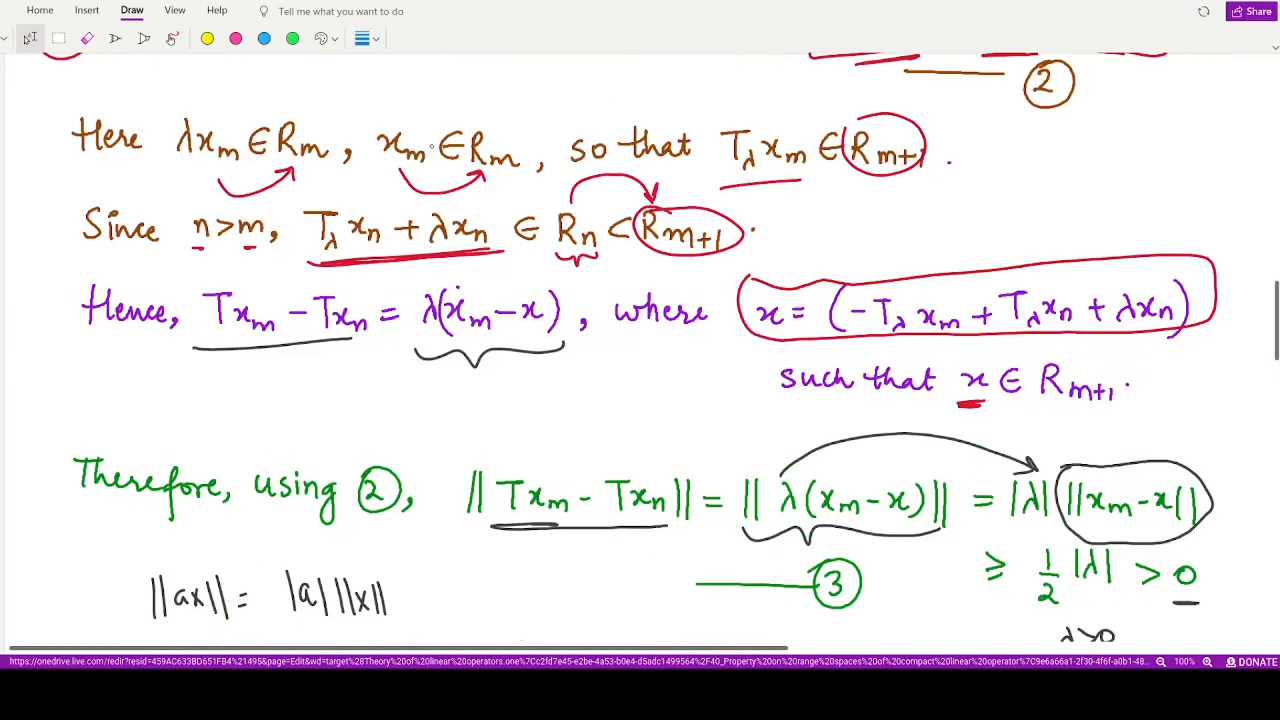 Home Insert Draw View Help Tell me what you want to do Share
②
Here λx_m ∈ R_m, x_m ∈ R_m, so that T_λ x_m ∈ R_{m+1}.
Since n>m, T_λ x_n + λx_n ∈ R_n ⊂ R_{m+1}.
Hence, Tx_m − Tx_n = λ(x_m − x), where x = (−T_λ x_m + T_λ x_n + λx_n)
such that x ∈ R_{m+1}.
Therefore, using ②, ||Tx_m − Tx_n|| = ||λ(x_m − x)|| = |λ| ||x_m − x||
≥ 1/2 |λ| > 0
③
||ax|| = |a| ||x||
λ>0
100% DONATE